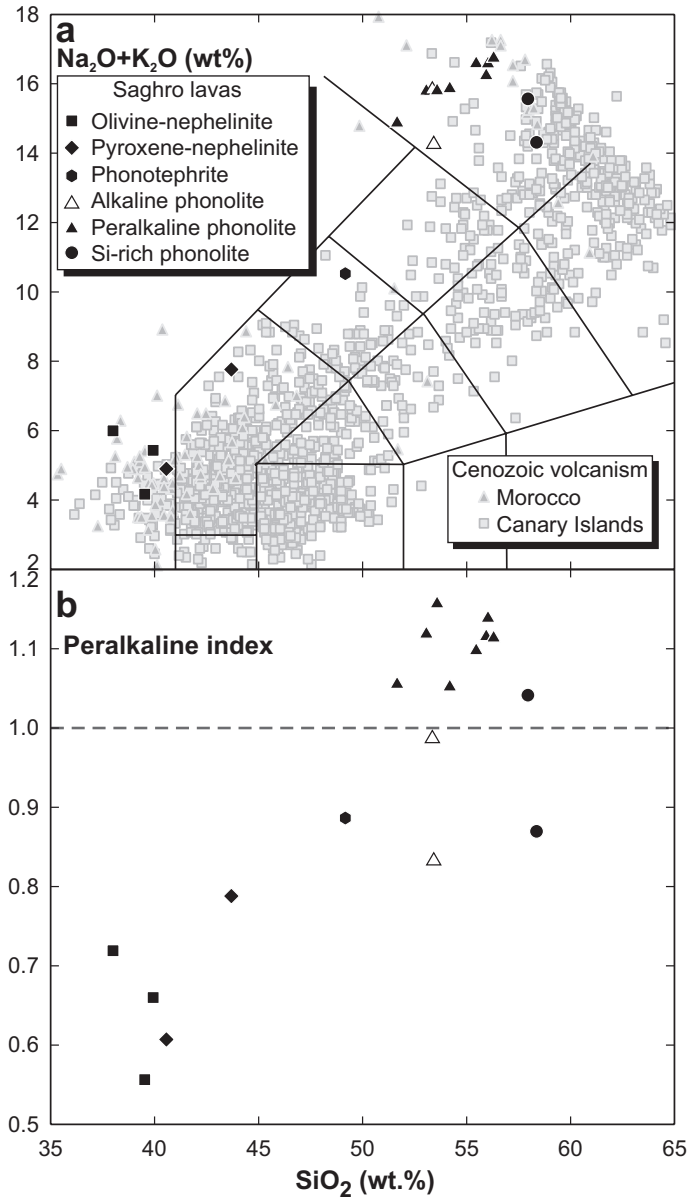 18
a
Na₂O+K₂O (wt%)
16
Saghro lavas
Olivine-nephelinite
Pyroxene-nephelinite
14
Phonotephrite
Alkaline phonolite
12
Peralkaline phonolite
Si-rich phonolite
10
8
6
Cenozoic volcanism
Morocco
4
Canary Islands
2
1.2
b
Peralkaline index
1.1
1.0
0.9
0.8
0.7
0.6
0.5
35 40 45 50 55 60 65
SiO₂ (wt.%)